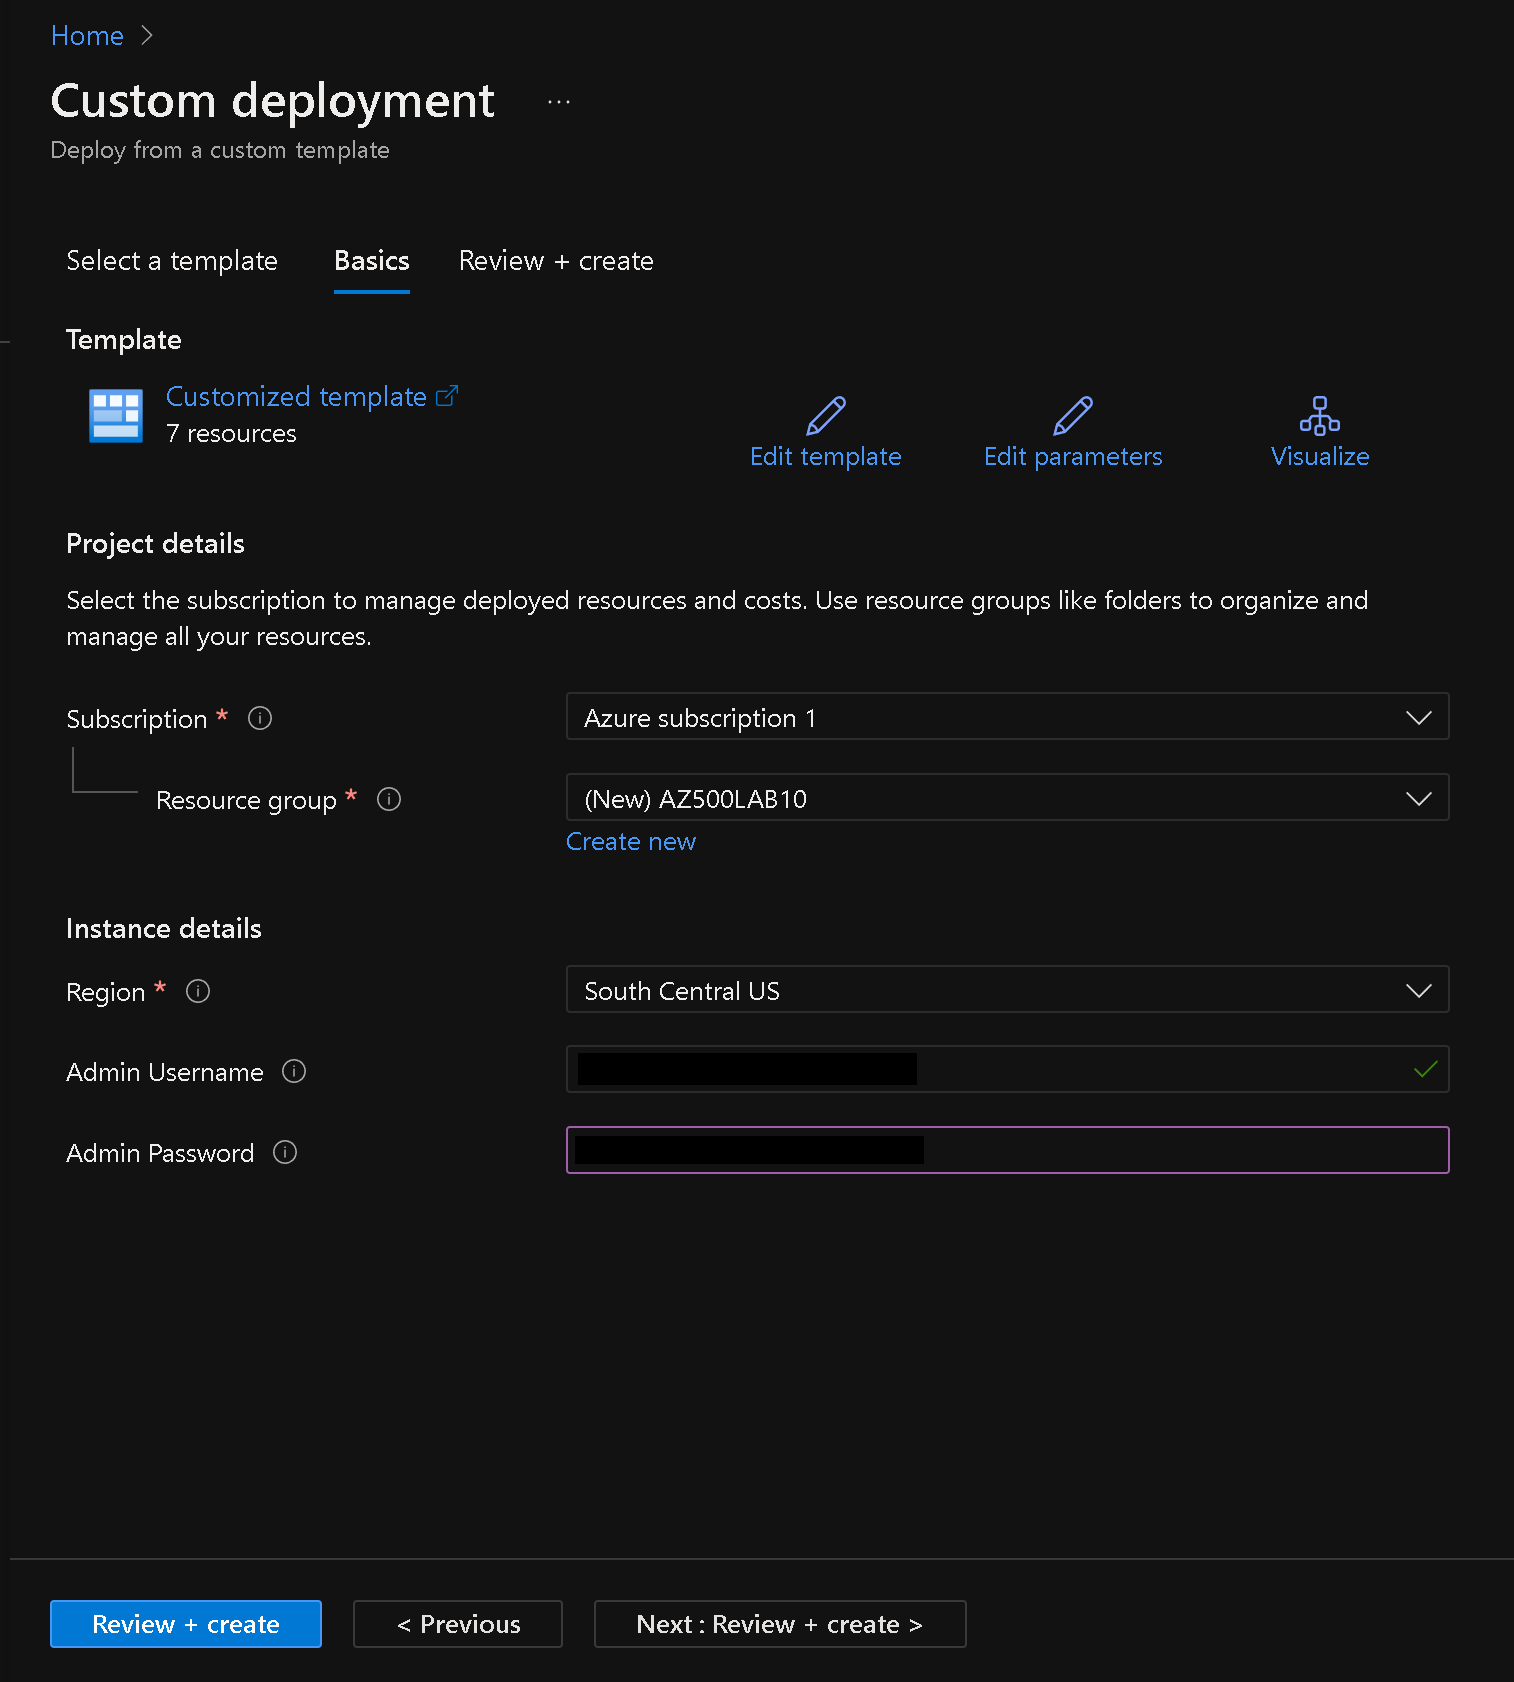 Home >
Custom deployment ...
Deploy from a custom template
Select a template Basics Review + create
Template
Customized template
7 resources
Edit template Edit parameters Visualize
Project details
Select the subscription to manage deployed resources and costs. Use resource groups like folders to organize and
manage all your resources.
Subscription * Azure subscription 1
Resource group * (New) AZ500LAB10
Create new
Instance details
Region * South Central US
Admin Username
Admin Password
Review + create < Previous Next : Review + create >